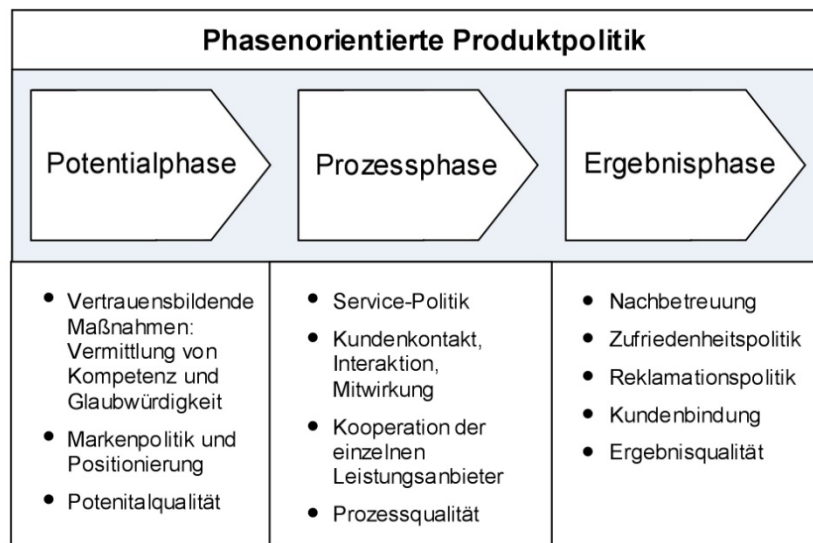 Phasenorientierte Produktpolitik
Potentialphase
Prozessphase
Ergebnisphase
• Vertrauensbildende
Maßnahmen:
Vermittlung von
Kompetenz und
Glaubwürdigkeit
• Markenpolitik und
Positionierung
• Potenitalqualität
• Service-Politik
• Kundenkontakt,
Interaktion,
Mitwirkung
• Kooperation der
einzelnen
Leistungsanbieter
• Prozessqualität
• Nachbetreuung
• Zufriedenheitspolitik
• Reklamationspolitik
• Kundenbindung
• Ergebnisqualität